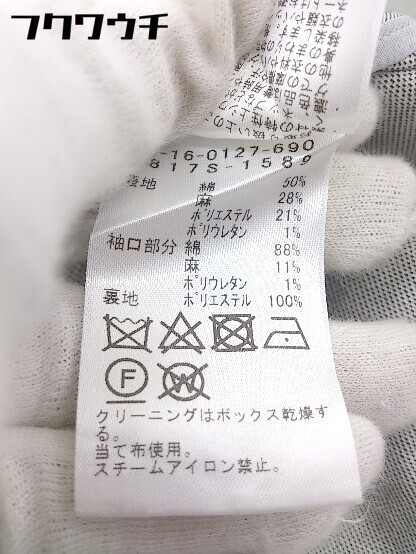 フクワウチ
-16-0127-690
817S-1589
表地 綿 50%
麻 28%
ポリエステル 21%
ポリウレタン 1%
袖口部分 綿 88%
麻 11%
ポリウレタン 1%
裏地 ポリエステル 100%
F
W
クリーニングはボックス乾燥す
る。
当て布使用。
スチームアイロン禁止。